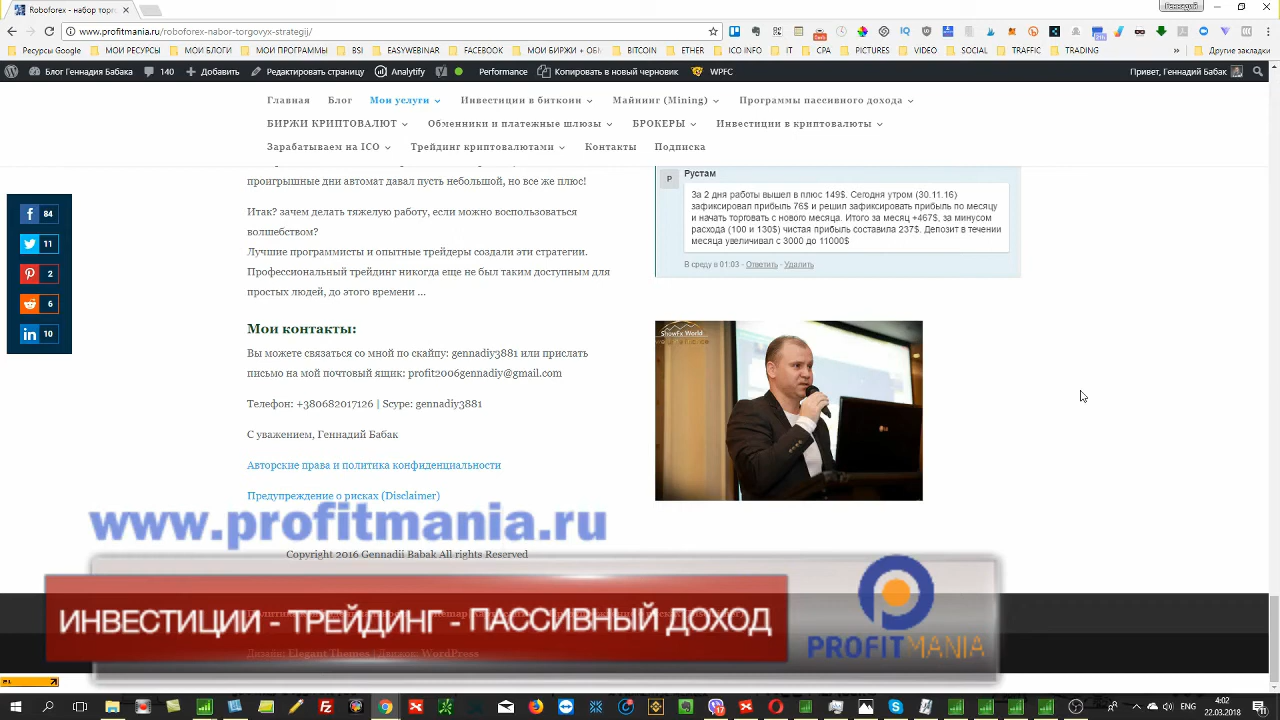 Roboforex - набор торго
Геннадий
www.profitmania.ru/roboforex-nabor-torgovyx-strategij/
Ресурсы Google
МОИ РЕСУРСЫ
МОИ БЛОГИ
МОИ ПРОГРАММЫ
EASYWEBINAR
FACEBOOK
BITCOIN
ETHER
ICO INFO
IT
CPA
PICTURES
VIDEO
SOCIAL
TRAFFIC
TRADING
Другие закладки
Блог Геннадия Бабака
140
Добавить
Редактировать страницу
Analytify
Performance
Копировать в новый черновик
WPFC
Привет, Геннадий Бабак
Главная Блог Мои услуги Инвестиции в биткоин Майнинг (Mining) Программы пассивного дохода
БИРЖИ КРИПТОВАЛЮТ Обменники и платежные шлюзы БРОКЕРЫ Инвестиции в криптовалюты
Зарабатываем на ICO Трейдинг криптовалютами Контакты Подписка
84
11
2
6
10
проигрышные дни автомат давал пусть небольшой, но все же плюс!
Итак? зачем делать тяжелую работу, если можно воспользоваться
волшебством?
Лучшие программисты и опытные трейдеры создали эти стратегии.
Профессиональный трейдинг никогда еще не был таким доступным для
простых людей, до этого времени ...
Р
Рустам
За 2 дня работы вышел в плюс 149$. Сегодня утром (30.11.16)
зафиксировал прибыль 76$ и решил зафиксировать прибыль по месяцу
и начать торговать с нового месяца. Итого за месяц +467$, за минусом
расхода (100 и 130$) чистая прибыль составила 237$. Депозит в течении
месяца увеличивал с 3000 до 11000$
В среду в 01:03 - Ответить - Удалить
Мои контакты:
Вы можете связаться со мной по скайпу: gennadiy3881 или прислать
письмо на мой почтовый ящик: profit2006gennadiy@gmail.com
Телефон: +380682017126 | Scype: gennadiy3881
С уважением, Геннадий Бабак
Авторские права и политика конфиденциальности
Предупреждение о рисках (Disclaimer)
ShowFx World
www.profitmania.ru
Copyright 2016 Gennadii Babak All rights Reserved
ИНВЕСТИЦИИ - ТРЕЙДИНГ - ПАССИВНЫЙ ДОХОД
PROFITMANIA
Дизайн: Elegant Themes | Движок: WordPress
ENG
4:02
22.03.2018